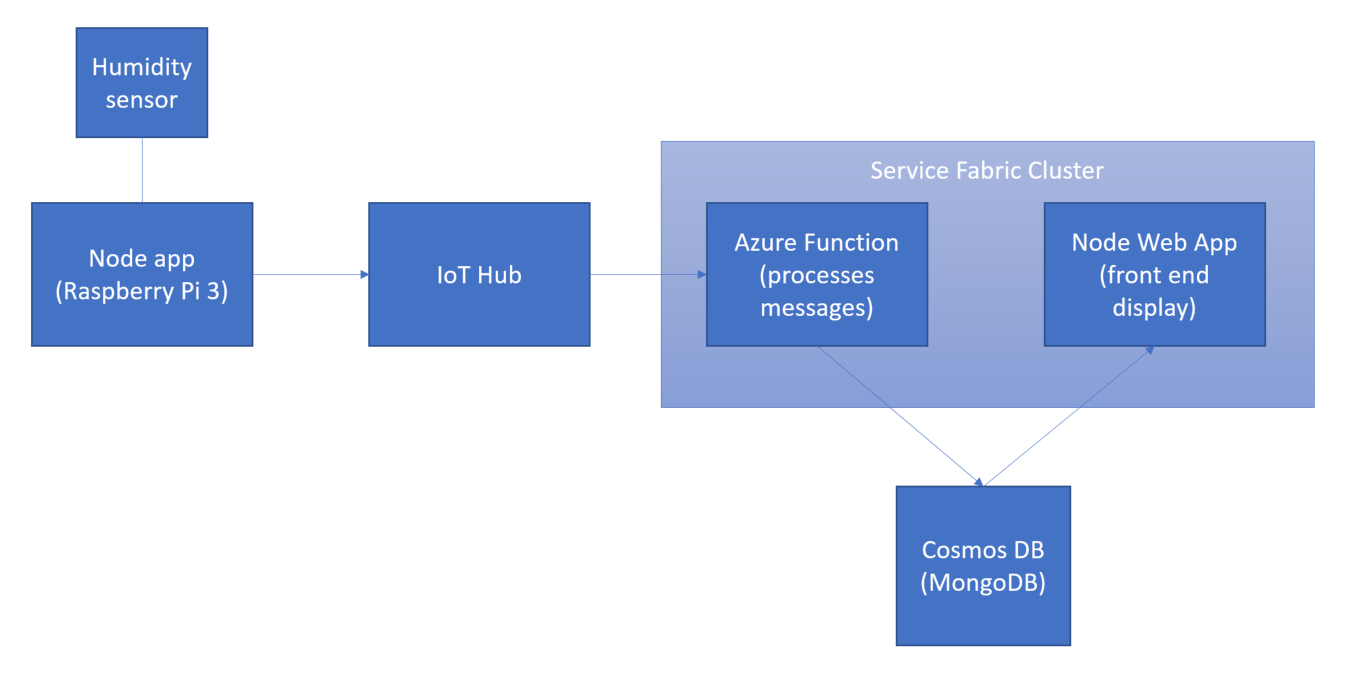 Humidity
sensor
Service Fabric Cluster
Node app
(Raspberry Pi 3)
IoT Hub
Azure Function
(processes
messages)
Node Web App
(front end
display)
Cosmos DB
(MongoDB)